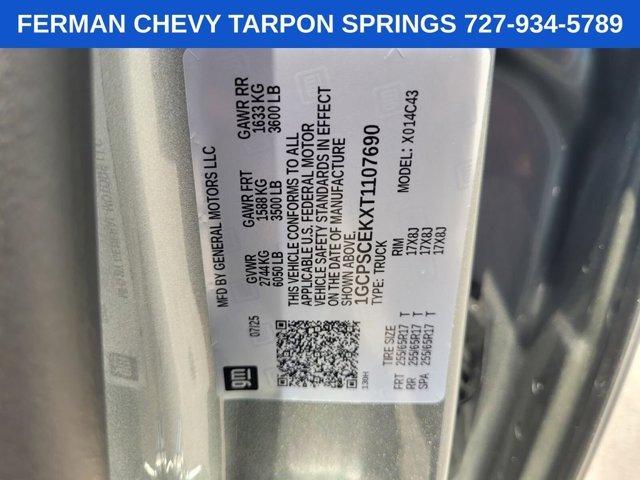 FERMAN CHEVY TARPON SPRINGS 727-934-5789
MFD BY GENERAL MOTORS LLC
07/25
GVWR GAWR FRT GAWR RR
2744KG 1588 KG 1633 KG
6050 LB 3500 LB 3600 LB
THIS VEHICLE CONFORMS TO ALL
APPLICABLE U.S. FEDERAL MOTOR
VEHICLE SAFETY STANDARDS IN EFFECT
ON THE DATE OF MANUFACTURE
SHOWN ABOVE.
1GCPSCEKXT1107690
TYPE: TRUCK MODEL: X014C43
TIRE SIZE RIM
FRT 255/65R17 T 17X8J
RR 255/65R17 T 17X8J
SPA 255/65R17 T 17X8J
gm